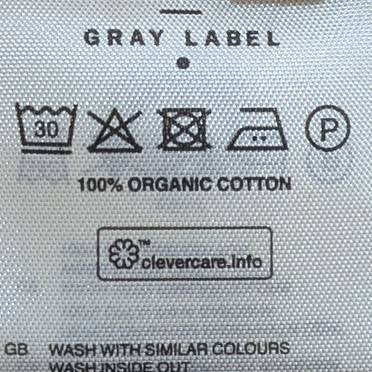 GRAY LABEL
30 P
100% ORGANIC COTTON
™ clevercare.info
GB WASH WITH SIMILAR COLOURS
WASH INSIDE OUT